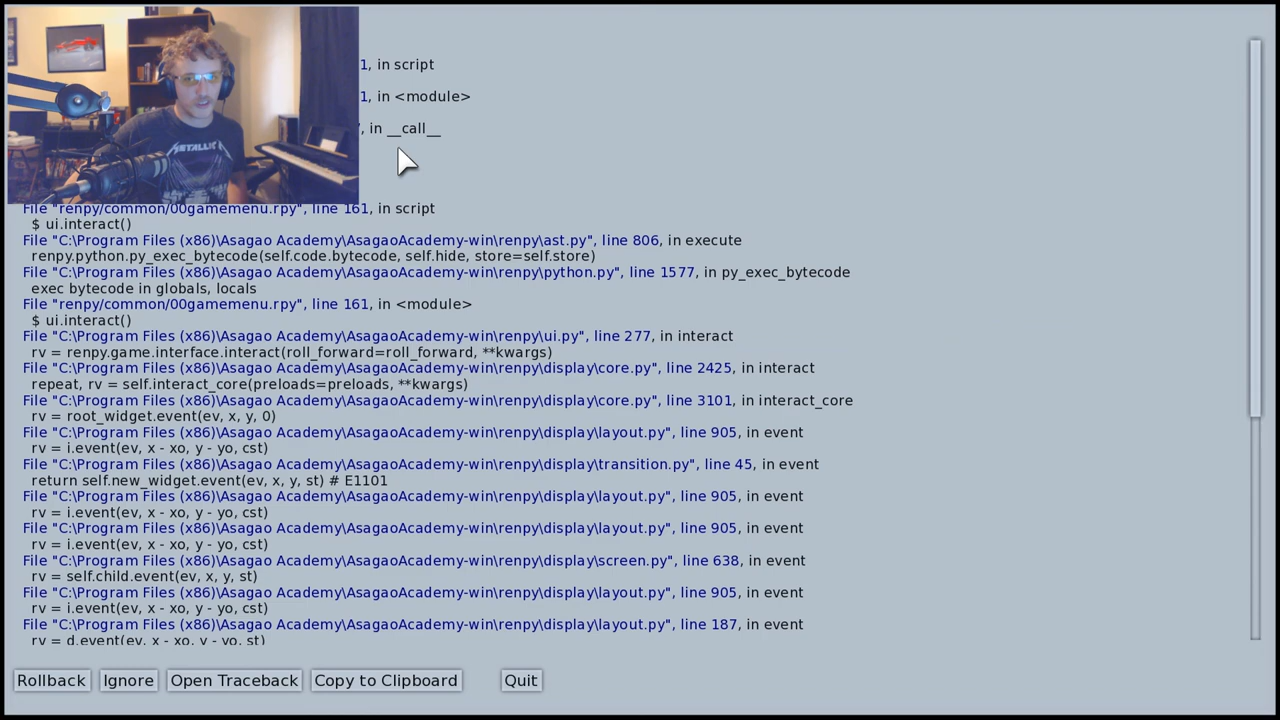 1, in script
1, in <module>
, in __call__
METALLICA
File "renpy/common/00gamemenu.rpy", line 161, in script
$ ui.interact()
File "C:\Program Files (x86)\Asagao Academy\AsagaoAcademy-win\renpy\ast.py", line 806, in execute
renpy.python.py_exec_bytecode(self.code.bytecode, self.hide, store=self.store)
File "C:\Program Files (x86)\Asagao Academy\AsagaoAcademy-win\renpy\python.py", line 1577, in py_exec_bytecode
exec bytecode in globals, locals
File "renpy/common/00gamemenu.rpy", line 161, in <module>
$ ui.interact()
File "C:\Program Files (x86)\Asagao Academy\AsagaoAcademy-win\renpy\ui.py", line 277, in interact
rv = renpy.game.interface.interact(roll_forward=roll_forward, **kwargs)
File "C:\Program Files (x86)\Asagao Academy\AsagaoAcademy-win\renpy\display\core.py", line 2425, in interact
repeat, rv = self.interact_core(preloads=preloads, **kwargs)
File "C:\Program Files (x86)\Asagao Academy\AsagaoAcademy-win\renpy\display\core.py", line 3101, in interact_core
rv = root_widget.event(ev, x, y, 0)
File "C:\Program Files (x86)\Asagao Academy\AsagaoAcademy-win\renpy\display\layout.py", line 905, in event
rv = i.event(ev, x - xo, y - yo, cst)
File "C:\Program Files (x86)\Asagao Academy\AsagaoAcademy-win\renpy\display\transition.py", line 45, in event
return self.new_widget.event(ev, x, y, st) # E1101
File "C:\Program Files (x86)\Asagao Academy\AsagaoAcademy-win\renpy\display\layout.py", line 905, in event
rv = i.event(ev, x - xo, y - yo, cst)
File "C:\Program Files (x86)\Asagao Academy\AsagaoAcademy-win\renpy\display\layout.py", line 905, in event
rv = i.event(ev, x - xo, y - yo, cst)
File "C:\Program Files (x86)\Asagao Academy\AsagaoAcademy-win\renpy\display\screen.py", line 638, in event
rv = self.child.event(ev, x, y, st)
File "C:\Program Files (x86)\Asagao Academy\AsagaoAcademy-win\renpy\display\layout.py", line 905, in event
rv = i.event(ev, x - xo, y - yo, cst)
File "C:\Program Files (x86)\Asagao Academy\AsagaoAcademy-win\renpy\display\layout.py", line 187, in event
rv = d.event(ev, x - xo, y - yo, st)
Rollback Ignore Open Traceback Copy to Clipboard Quit